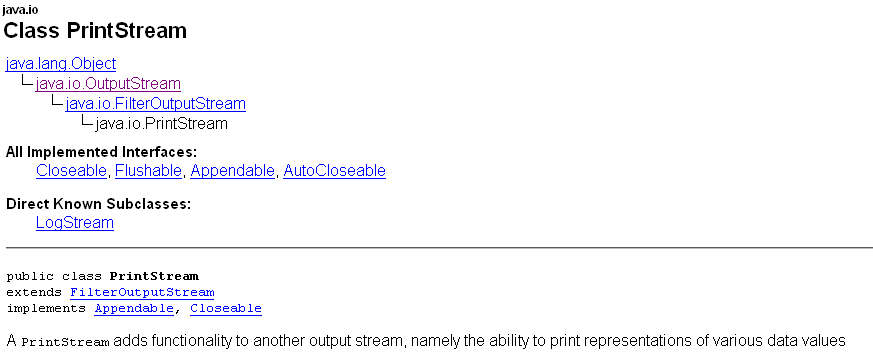 java.io
Class PrintStream
java.lang.Object
java.io.OutputStream
java.io.FilterOutputStream
java.io.PrintStream
All Implemented Interfaces:
Closeable, Flushable, Appendable, AutoCloseable
Direct Known Subclasses:
LogStream
public class PrintStream
extends FilterOutputStream
implements Appendable, Closeable
A PrintStream adds functionality to another output stream, namely the ability to print representations of various data values